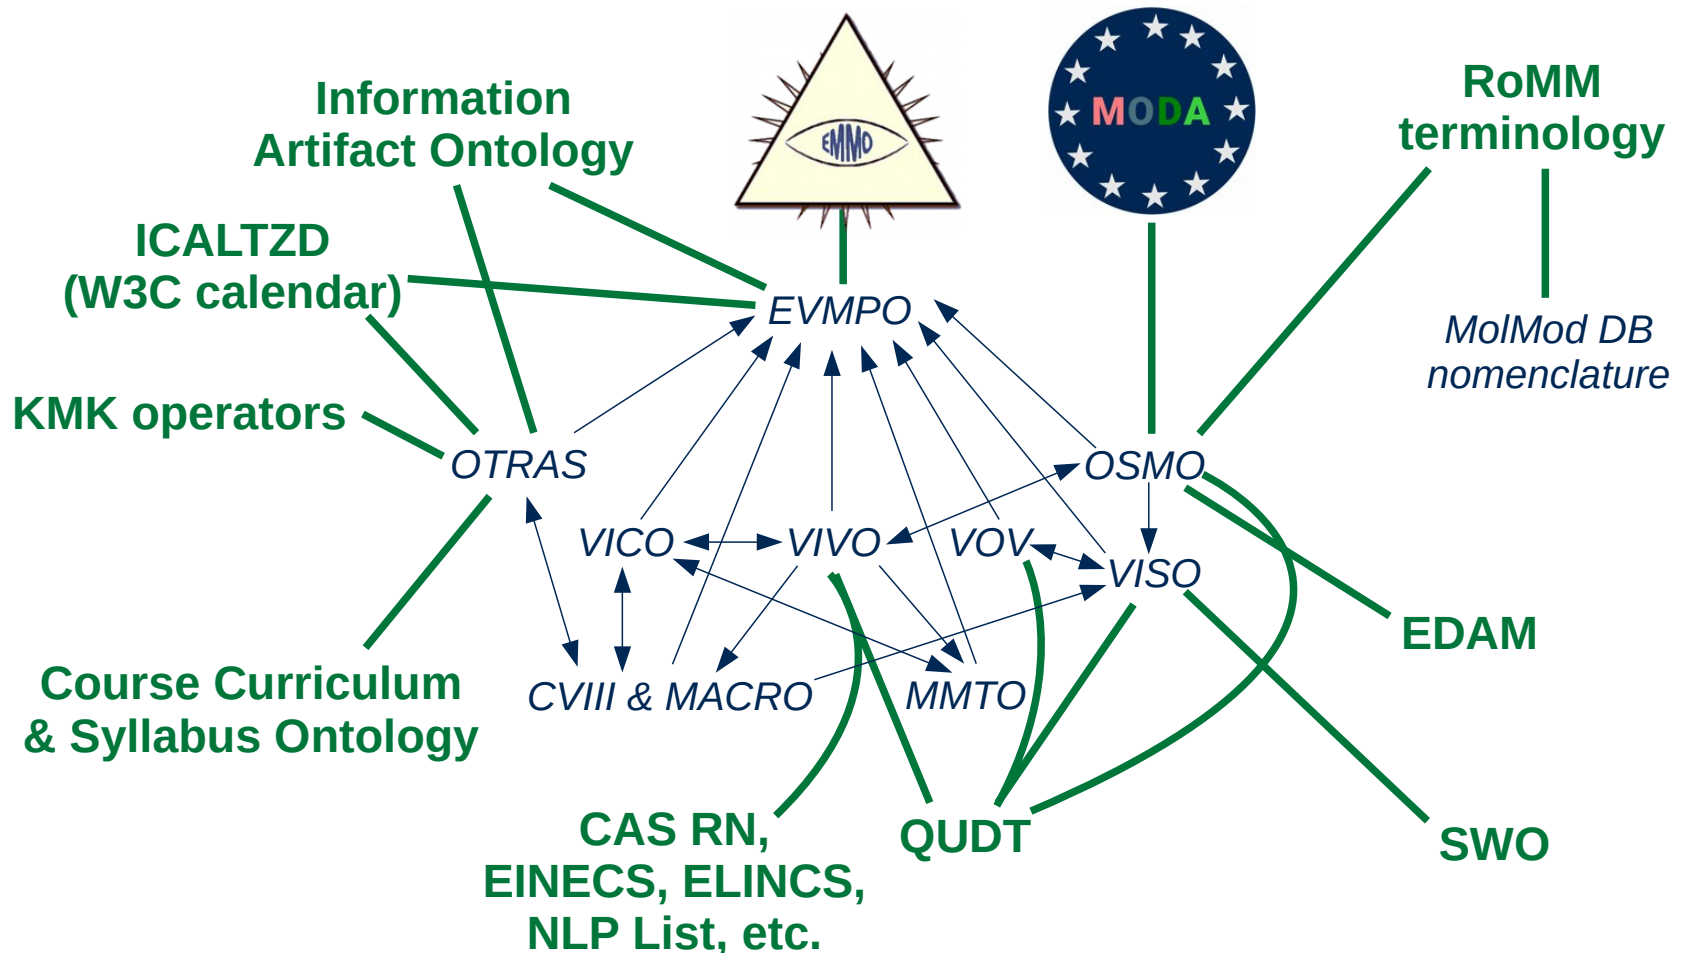 Information
Artifact Ontology
EMMO
MODA
RoMM
terminology
ICALTZD
(W3C calendar)
EVMPO
MolMod DB
nomenclature
KMK operators
OTRAS
OSMO
VICO
VIVO
VOV
VISO
EDAM
Course Curriculum
& Syllabus Ontology
CVIII & MACRO
MMTO
CAS RN,
EINECS, ELINCS,
NLP List, etc.
QUDT
SWO